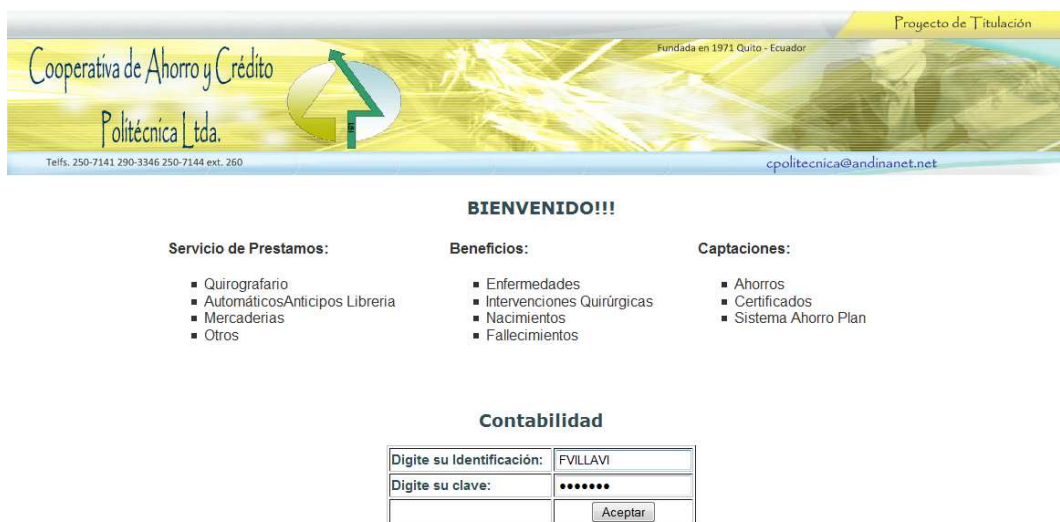 Proyecto de Titulación
Fundada en 1971 Quito - Ecuador
Cooperativa de Ahorro y Crédito
Politécnica Ltda.
Telfs. 250-7141 290-3346 250-7144 ext. 260
cpolitecnica@andinanet.net
BIENVENIDO!!!
Servicio de Prestamos:
Quirografario
AutomáticosAnticipos Libreria
Mercaderias
Otros
Beneficios:
Enfermedades
Intervenciones Quirúrgicas
Nacimientos
Fallecimientos
Captaciones:
Ahorros
Certificados
Sistema Ahorro Plan
Contabilidad
Digite su Identificación: FVILLAVI
Digite su clave: •••••••
Aceptar